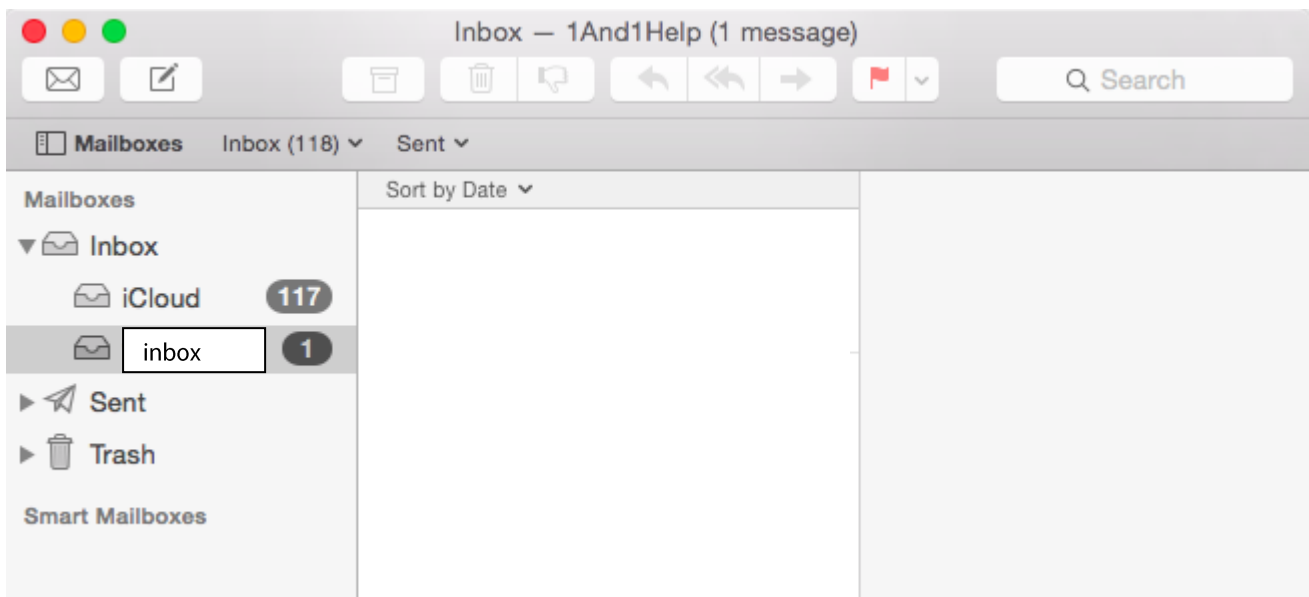 Inbox — 1And1Help (1 message)
Search
Mailboxes Inbox (118) Sent
Mailboxes
Sort by Date
Inbox
iCloud 117
inbox 1
Sent
Trash
Smart Mailboxes